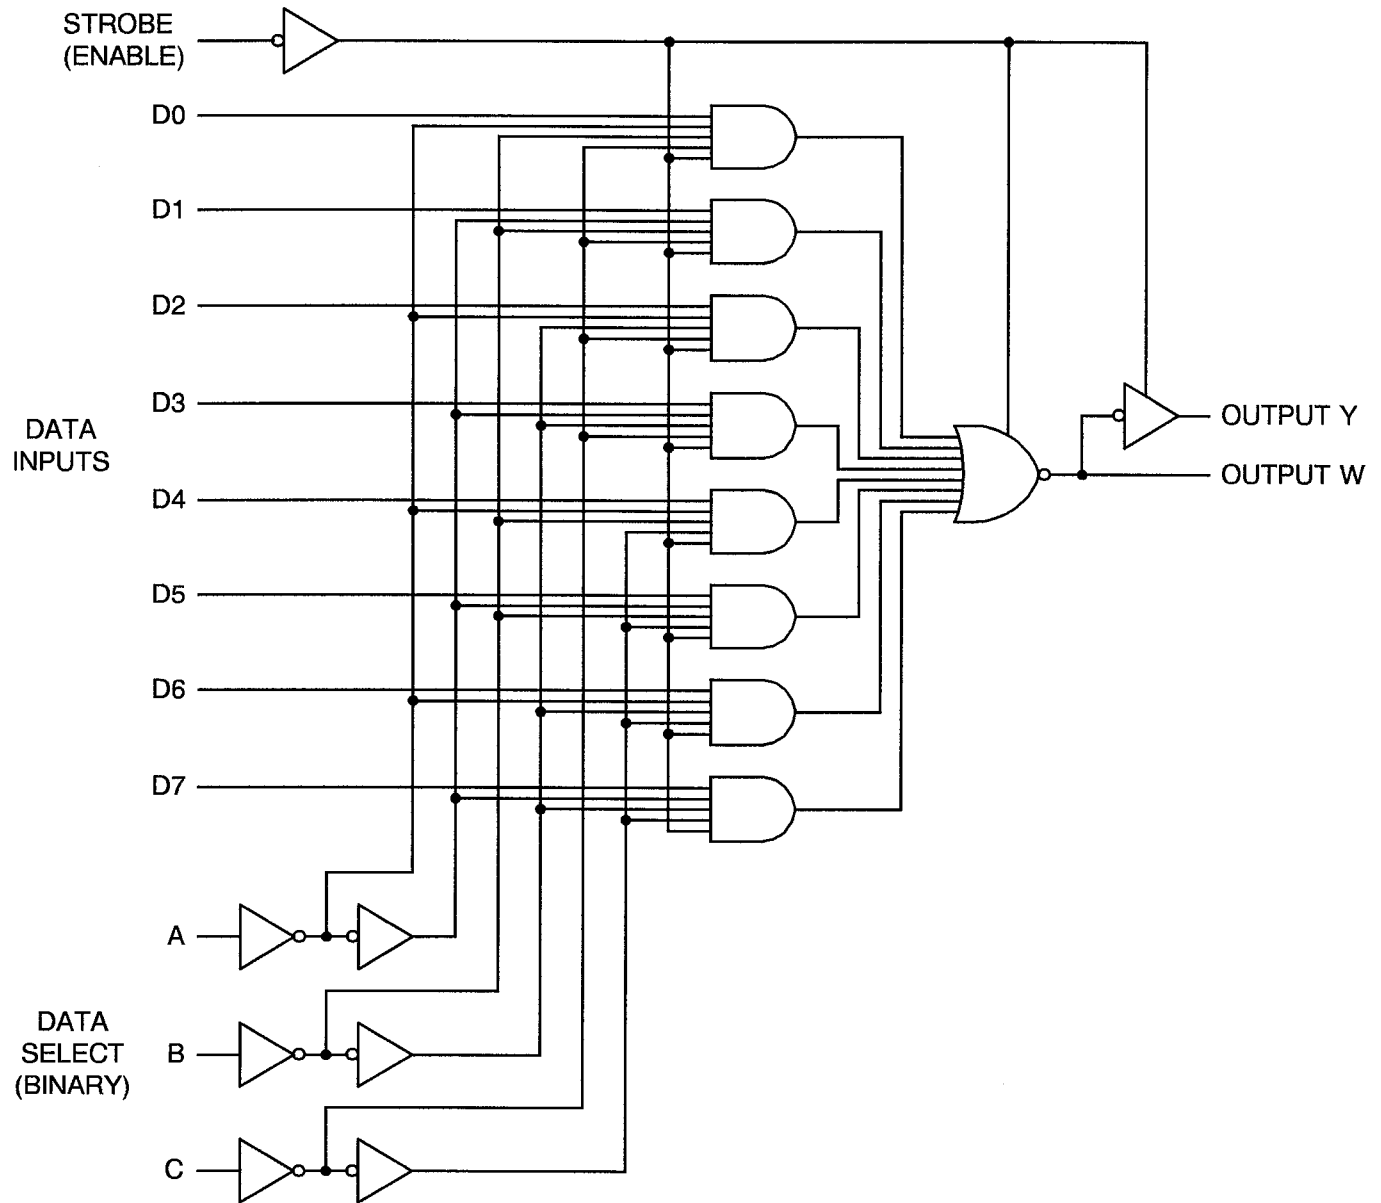 STROBE
(ENABLE)
D0
D1
D2
D3
DATA
INPUTS
OUTPUT Y
OUTPUT W
D4
D5
D6
D7
A
DATA
SELECT
(BINARY)
B
C